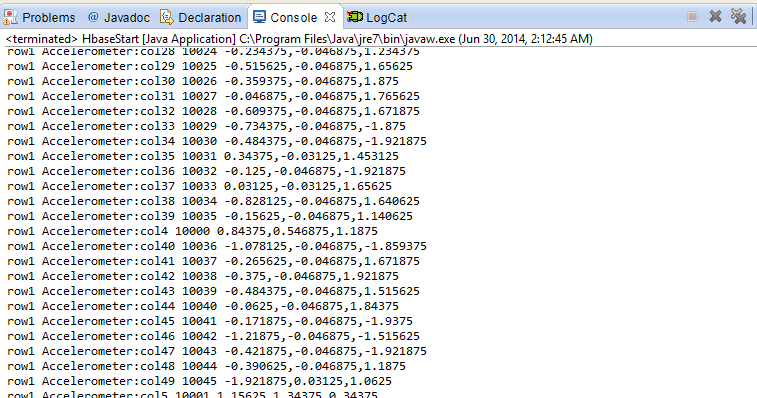 Problems @ Javadoc Declaration Console LogCat
<terminated> HbaseStart [Java Application] C:\Program Files\Java\jre7\bin\javaw.exe (Jun 30, 2014, 2:12:45 AM)
row1 Accelerometer:col28 10024 -0.234375,-0.046875,1.234375
row1 Accelerometer:col29 10025 -0.515625,-0.046875,1.65625
row1 Accelerometer:col30 10026 -0.359375,-0.046875,1.875
row1 Accelerometer:col31 10027 -0.046875,-0.046875,1.765625
row1 Accelerometer:col32 10028 -0.609375,-0.046875,1.671875
row1 Accelerometer:col33 10029 -0.734375,-0.046875,-1.875
row1 Accelerometer:col34 10030 -0.484375,-0.046875,-1.921875
row1 Accelerometer:col35 10031 0.34375,-0.03125,1.453125
row1 Accelerometer:col36 10032 -0.125,-0.046875,-1.921875
row1 Accelerometer:col37 10033 0.03125,-0.03125,1.65625
row1 Accelerometer:col38 10034 -0.828125,-0.046875,1.640625
row1 Accelerometer:col39 10035 -0.15625,-0.046875,1.140625
row1 Accelerometer:col4 10000 0.84375,0.546875,1.1875
row1 Accelerometer:col40 10036 -1.078125,-0.046875,-1.859375
row1 Accelerometer:col41 10037 -0.265625,-0.046875,1.671875
row1 Accelerometer:col42 10038 -0.375,-0.046875,1.921875
row1 Accelerometer:col43 10039 -0.484375,-0.046875,1.515625
row1 Accelerometer:col44 10040 -0.0625,-0.046875,1.84375
row1 Accelerometer:col45 10041 -0.171875,-0.046875,-1.9375
row1 Accelerometer:col46 10042 -1.21875,-0.046875,-1.515625
row1 Accelerometer:col47 10043 -0.421875,-0.046875,-1.921875
row1 Accelerometer:col48 10044 -0.390625,-0.046875,1.1875
row1 Accelerometer:col49 10045 -1.921875,0.03125,1.0625
row1 Accelerometer:col5 10001 1.15625,1.34375,0.34375